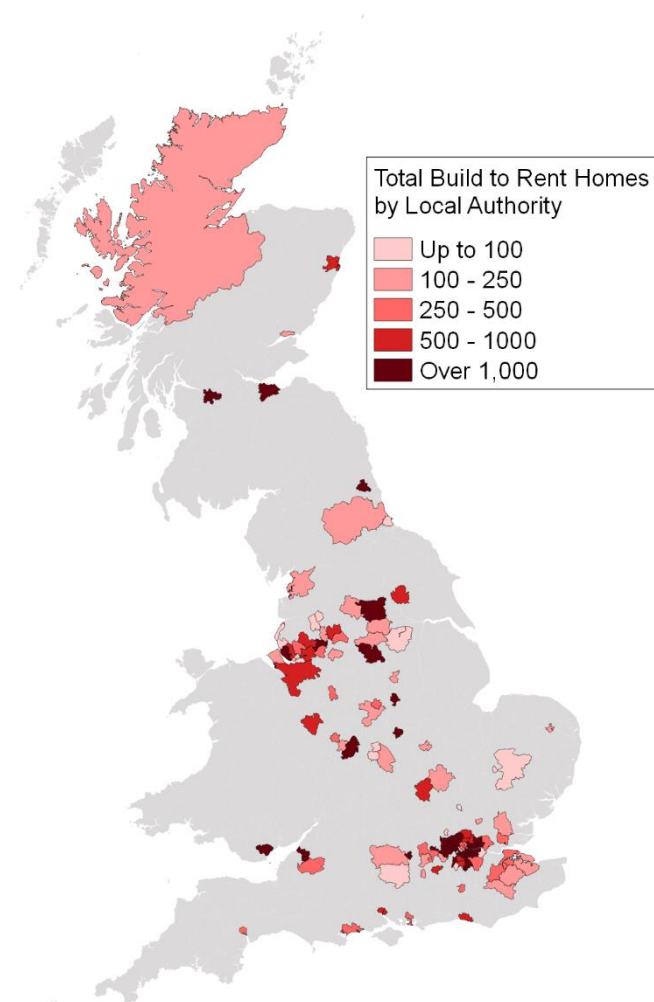 Total Build to Rent Homes
by Local Authority
Up to 100
100 - 250
250 - 500
500 - 1000
Over 1,000